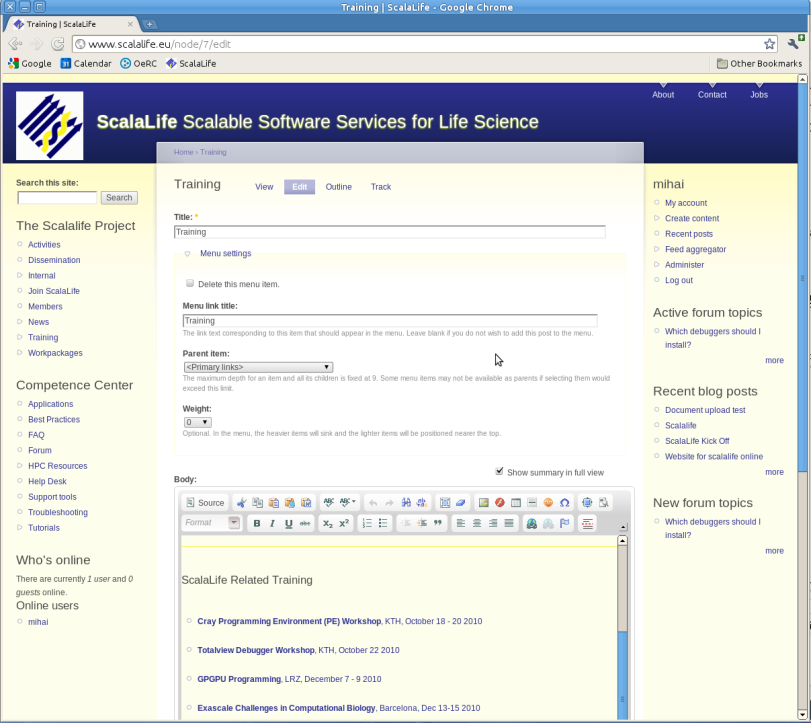 Training | ScalaLife - Google Chrome
Training | ScalaLife
www.scalalife.eu/node/7/edit
Google
31
Calendar
OeRC
ScalaLife
Other Bookmarks
About
Contact
Jobs
ScalaLife Scalable Software Services for Life Science
Home › Training
Search this site:
Search
The Scalalife Project
Activities
Dissemination
Internal
Join ScalaLife
Members
News
Training
Workpackages
Competence Center
Applications
Best Practices
FAQ
Forum
HPC Resources
Help Desk
Support tools
Troubleshooting
Tutorials
Who's online
There are currently 1 user and 0
guests online.
Online users
mihai
Training
View
Edit
Outline
Track
Title: *
Training
Menu settings
Delete this menu item.
Menu link title:
Training
The link text corresponding to this item that should appear in the menu. Leave blank if you do not wish to add this post to the menu.
Parent item:
<Primary links>
The maximum depth for an item and all its children is fixed at 9. Some menu items may not be available as parents if selecting them would
exceed this limit.
Weight:
0
Optional. In the menu, the heavier items will sink and the lighter items will be positioned nearer the top.
Show summary in full view
Body:
Source
ABC
ABC
Format
B I U abc X₂ X²
ScalaLife Related Training
Cray Programming Environment (PE) Workshop, KTH, October 18 - 20 2010
Totalview Debugger Workshop, KTH, October 22 2010
GPGPU Programming, LRZ, December 7 - 9 2010
Exascale Challenges in Computational Biology, Barcelona, Dec 13-15 2010
mihai
My account
Create content
Recent posts
Feed aggregator
Administer
Log out
Active forum topics
Which debuggers should I
install?
more
Recent blog posts
Document upload test
Scalalife
ScalaLife Kick Off
Website for scalalife online
more
New forum topics
Which debuggers should I
install?
more